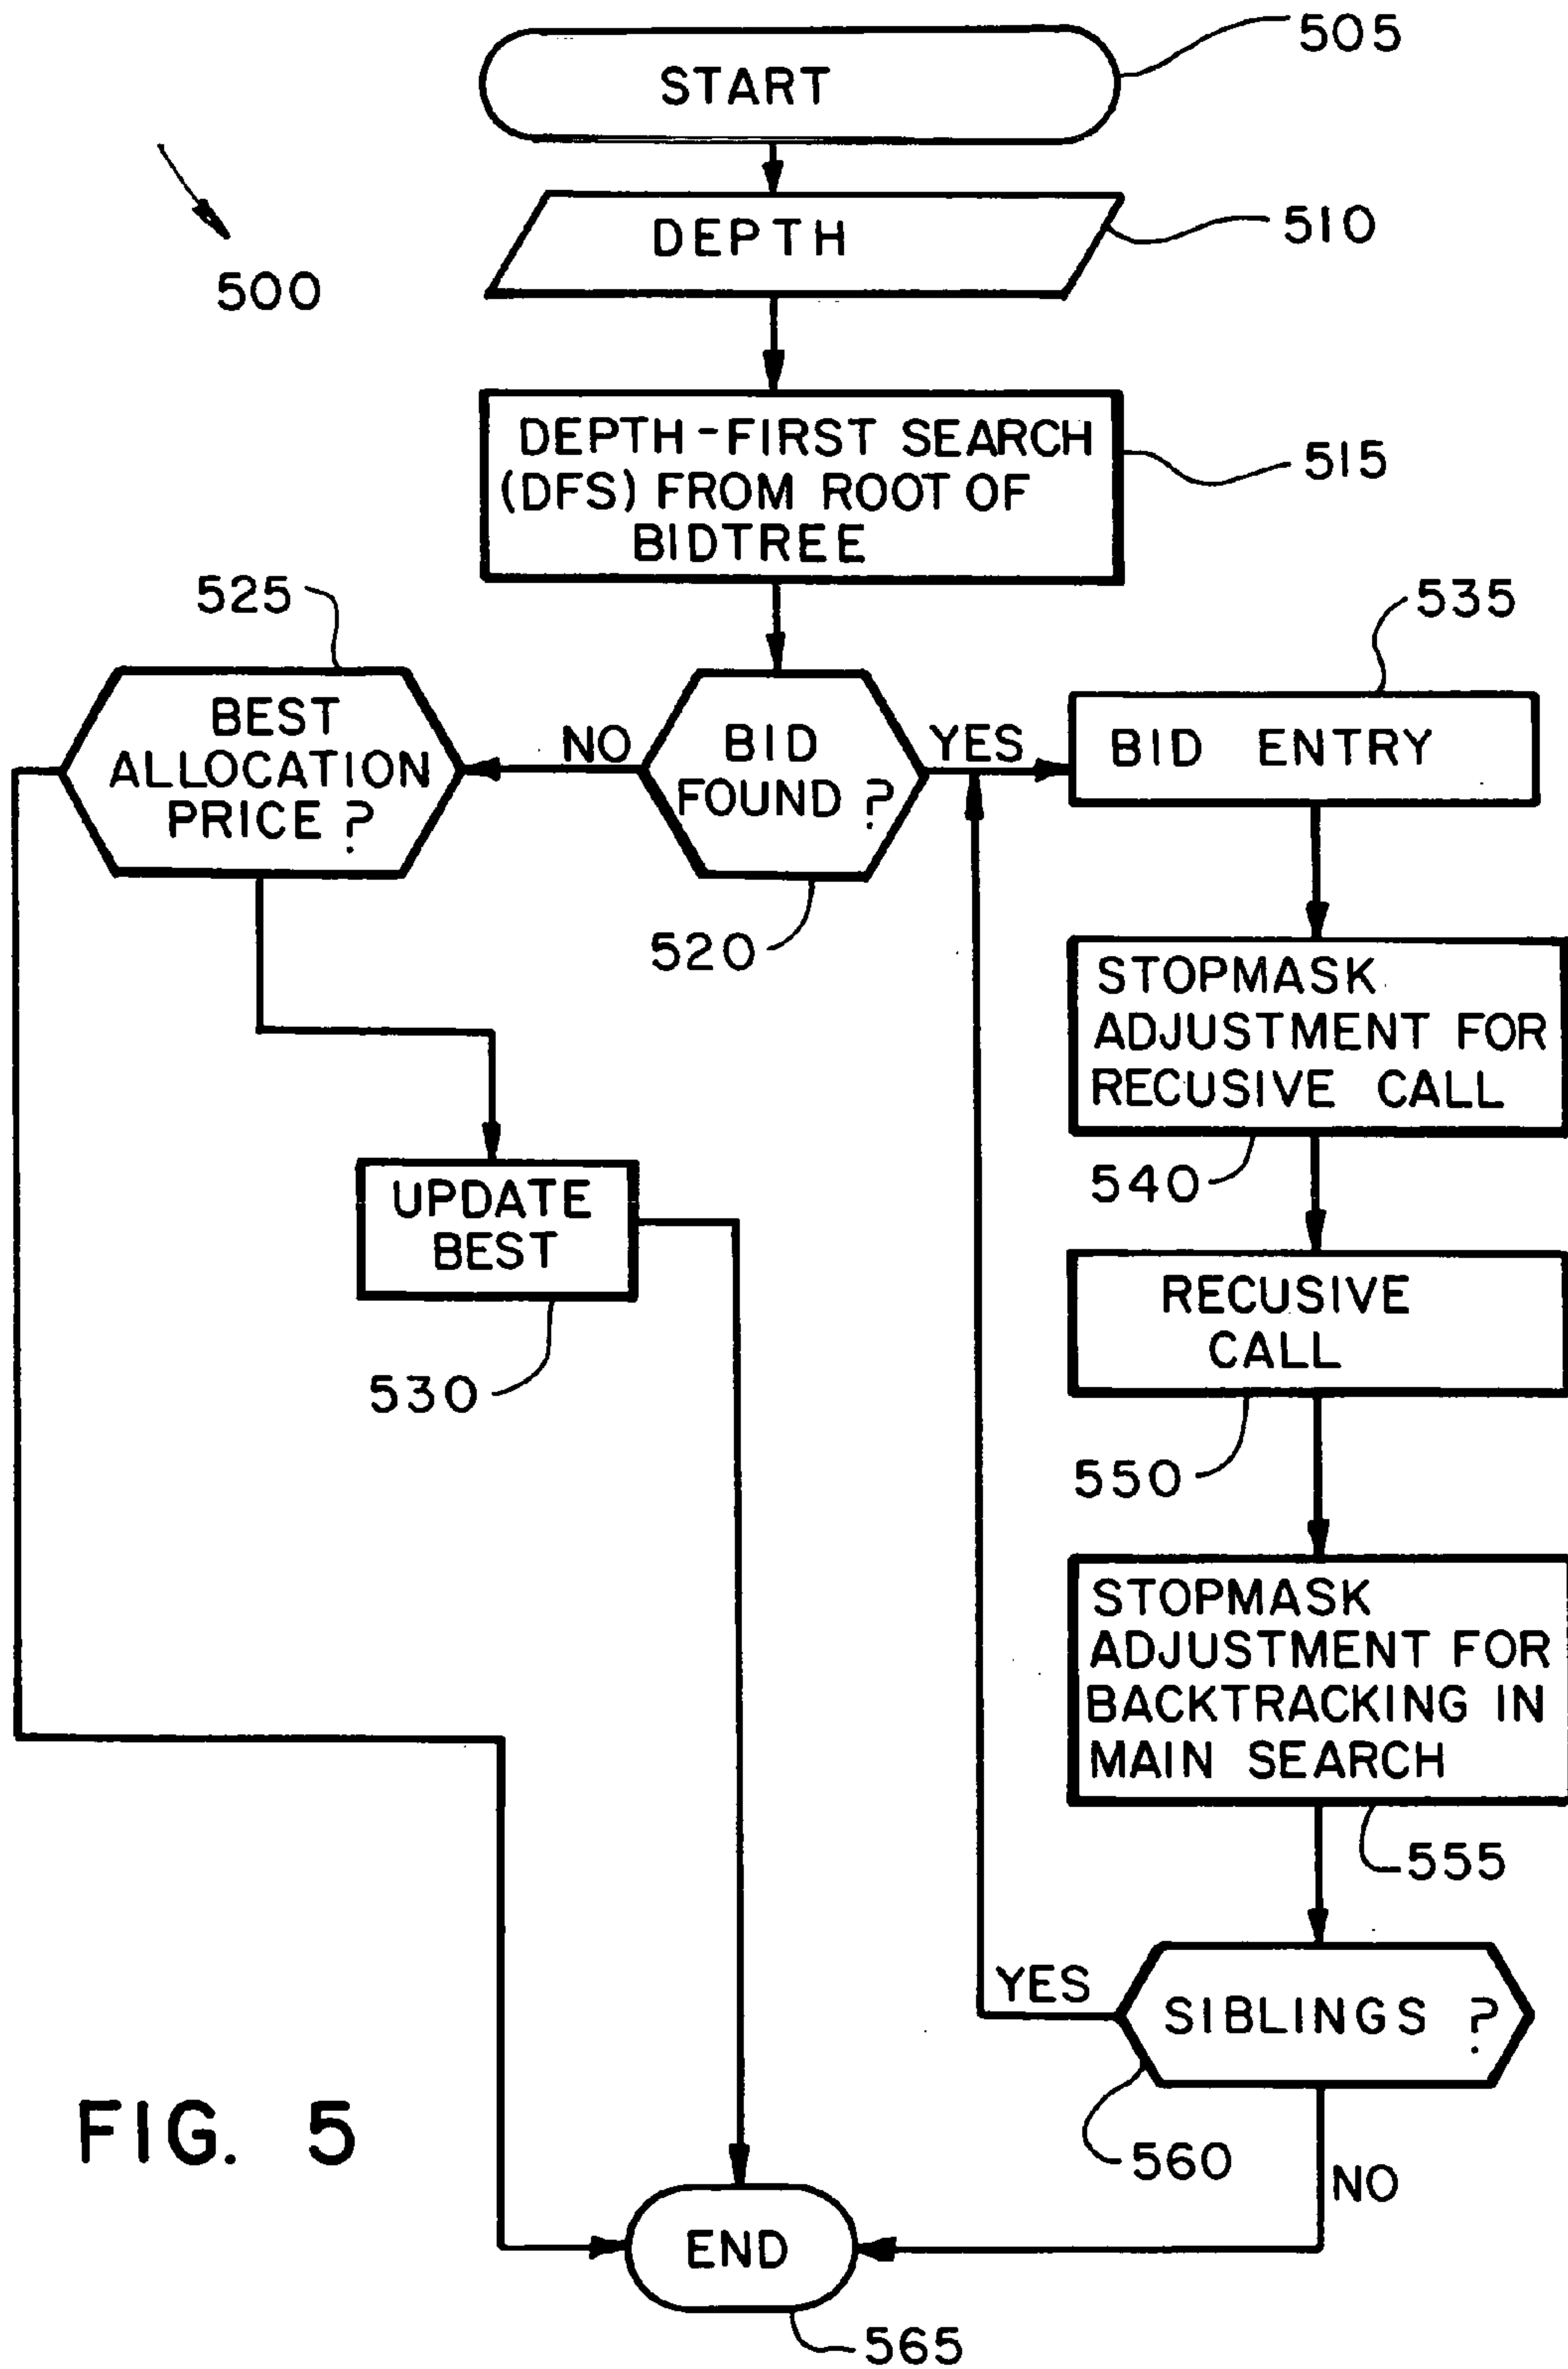 505
START
DEPTH
510
500
DEPTH-FIRST SEARCH
(DFS) FROM ROOT OF
BIDTREE
515
525
535
BEST
ALLOCATION
PRICE ?
NO
BID
FOUND ?
YES
BID ENTRY
520
STOPMASK
ADJUSTMENT FOR
RECUSIVE CALL
540
UPDATE
BEST
530
RECUSIVE
CALL
550
STOPMASK
ADJUSTMENT FOR
BACKTRACKING IN
MAIN SEARCH
555
YES
SIBLINGS ?
560
NO
FIG. 5
END
565